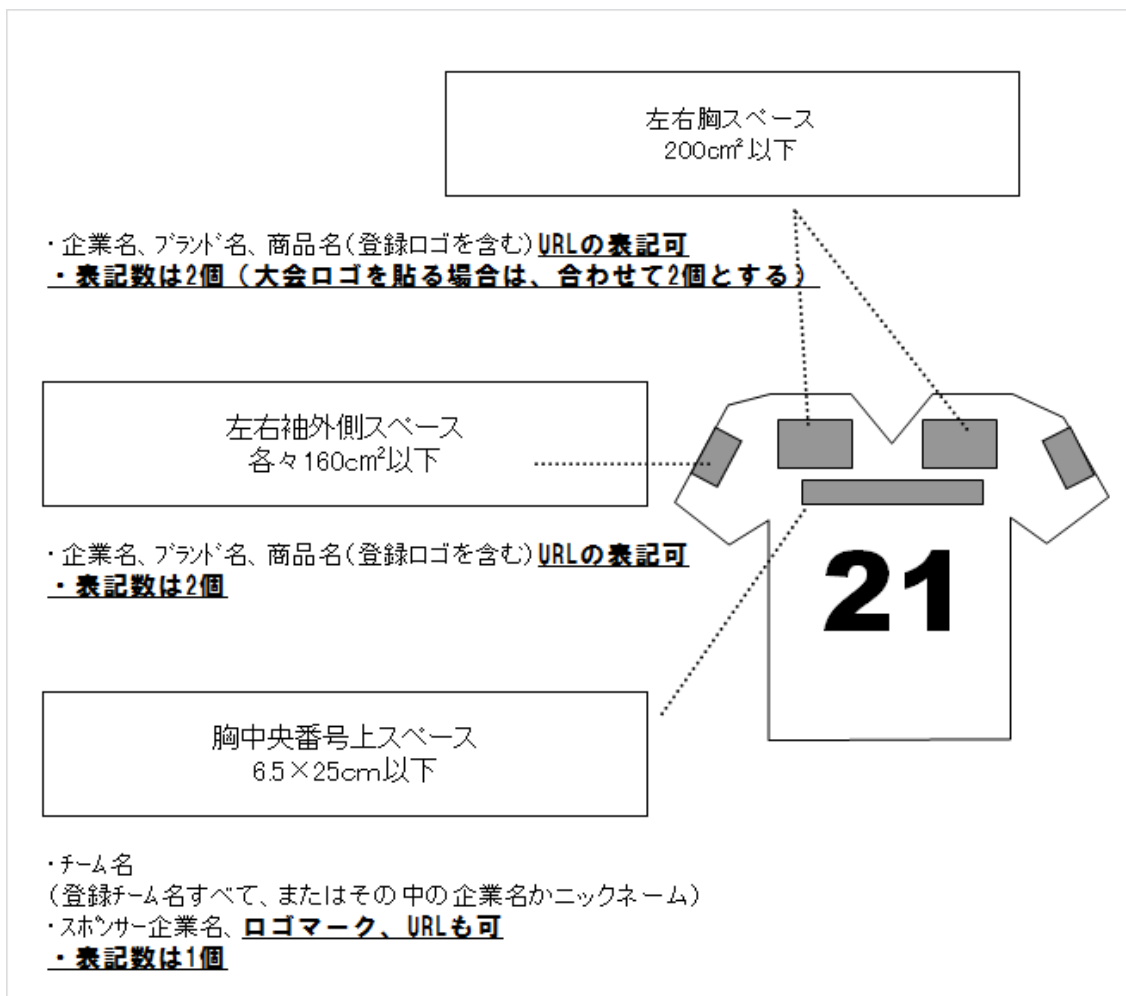 左右胸スペース
200cm²以下
・企業名、ブランド名、商品名(登録ロゴを含む)URLの表記可
・表記数は2個（大会ロゴを貼る場合は、合わせて2個とする）
左右袖外側スペース
各々160cm²以下
・企業名、ブランド名、商品名(登録ロゴを含む)URLの表記可
・表記数は2個
21
胸中央番号上スペース
6.5×25cm以下
・チーム名
(登録チーム名すべて、またはその中の企業名かニックネーム)
・スポンサー企業名、ロゴマーク、URLも可
・表記数は1個